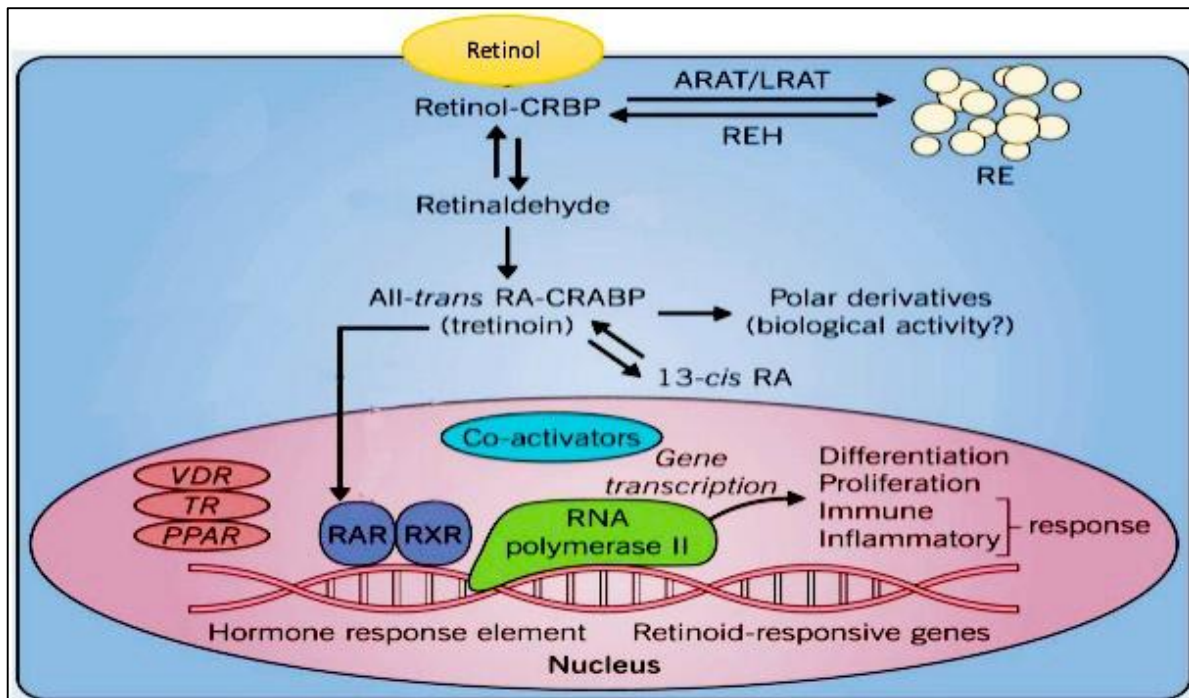 Retinol
Retinol-CRBP
ARAT/LRAT
REH
RE
Retinaldehyde
All-trans RA-CRABP
(tretinoin)
Polar derivatives
(biological activity?)
13-cis RA
Co-activators
Gene
transcription
Differentiation
Proliferation
Immune
Inflammatory
response
VDR
TR
PPAR
RAR
RXR
RNA
polymerase II
Hormone response element
Retinoid-responsive genes
Nucleus